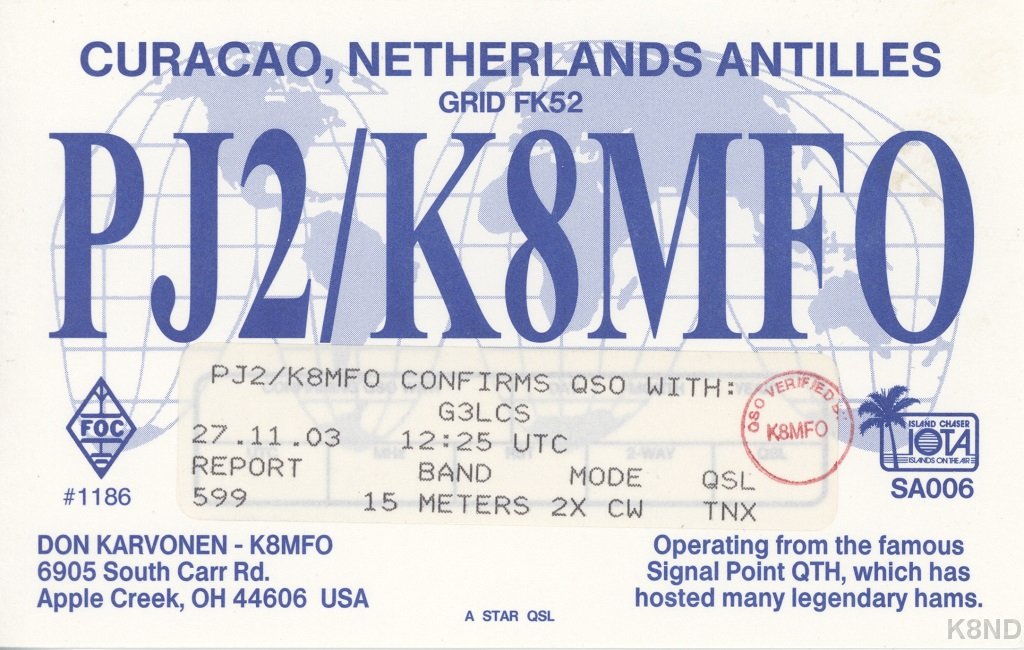 CURACAO, NETHERLANDS ANTILLES
GRID FK52
PJ2/K8MFO
PJ2/K8MFO CONFIRMS QSO WITH:
G3LCS
27.11.03 12:25 UTC
REPORT BAND MODE QSL
599 15 METERS 2X CW TNX
QSO VERIFIED
K8MFO
FOC
#1186
ISLAND CHASER
IOTA
ISLANDS ON THE AIR
SA006
DON KARVONEN - K8MFO
6905 South Carr Rd.
Apple Creek, OH 44606 USA
A STAR QSL
Operating from the famous
Signal Point QTH, which has
hosted many legendary hams.
K8ND